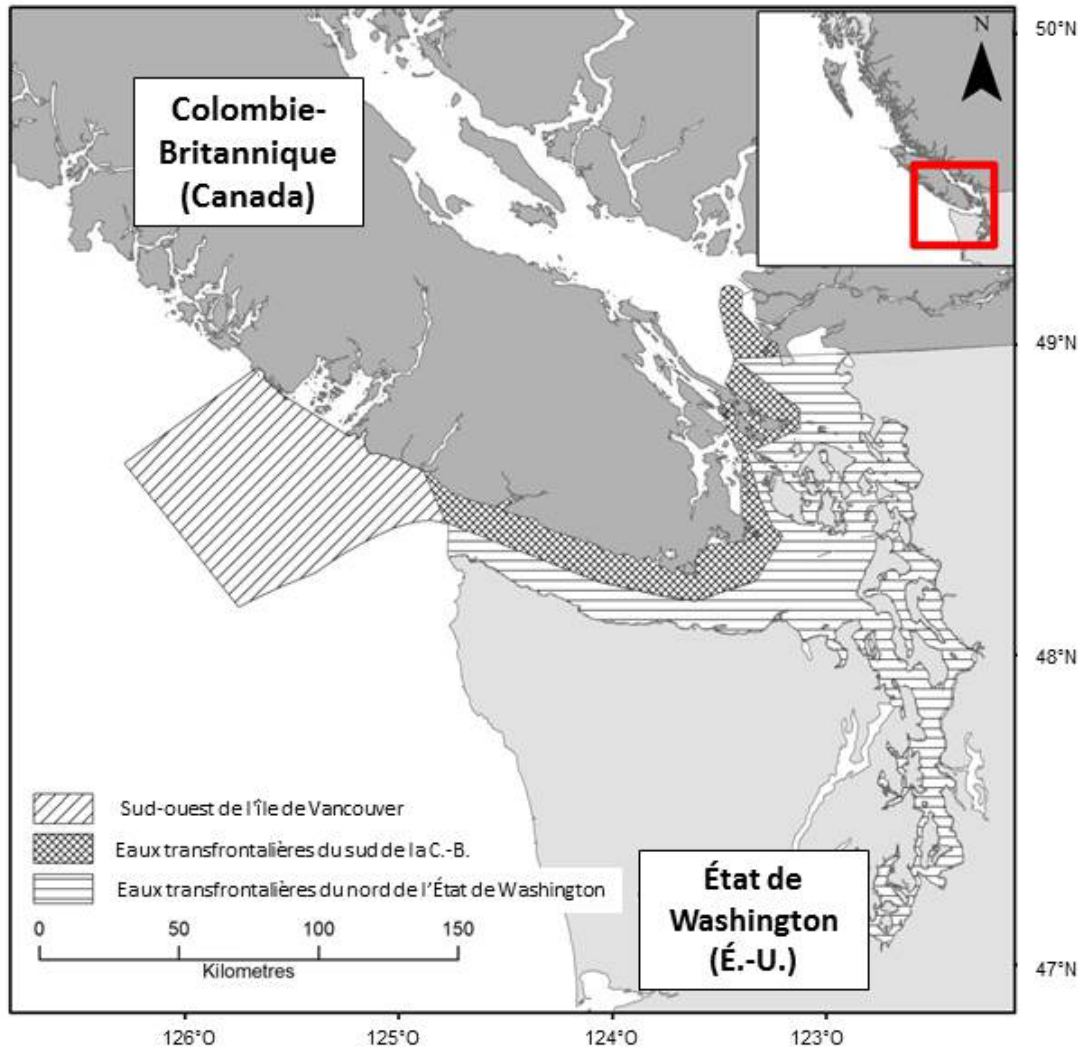 Colombie-
Britannique
(Canada)
N
50°N
49°N
48°N
47°N
Sud-ouest de l'île de Vancouver
Eaux transfrontalières du sud de la C.-B.
Eaux transfrontalières du nord de l'État de Washington
0 50 100 150
Kilometres
État de
Washington
(É.-U.)
126°O 125°O 124°O 123°O